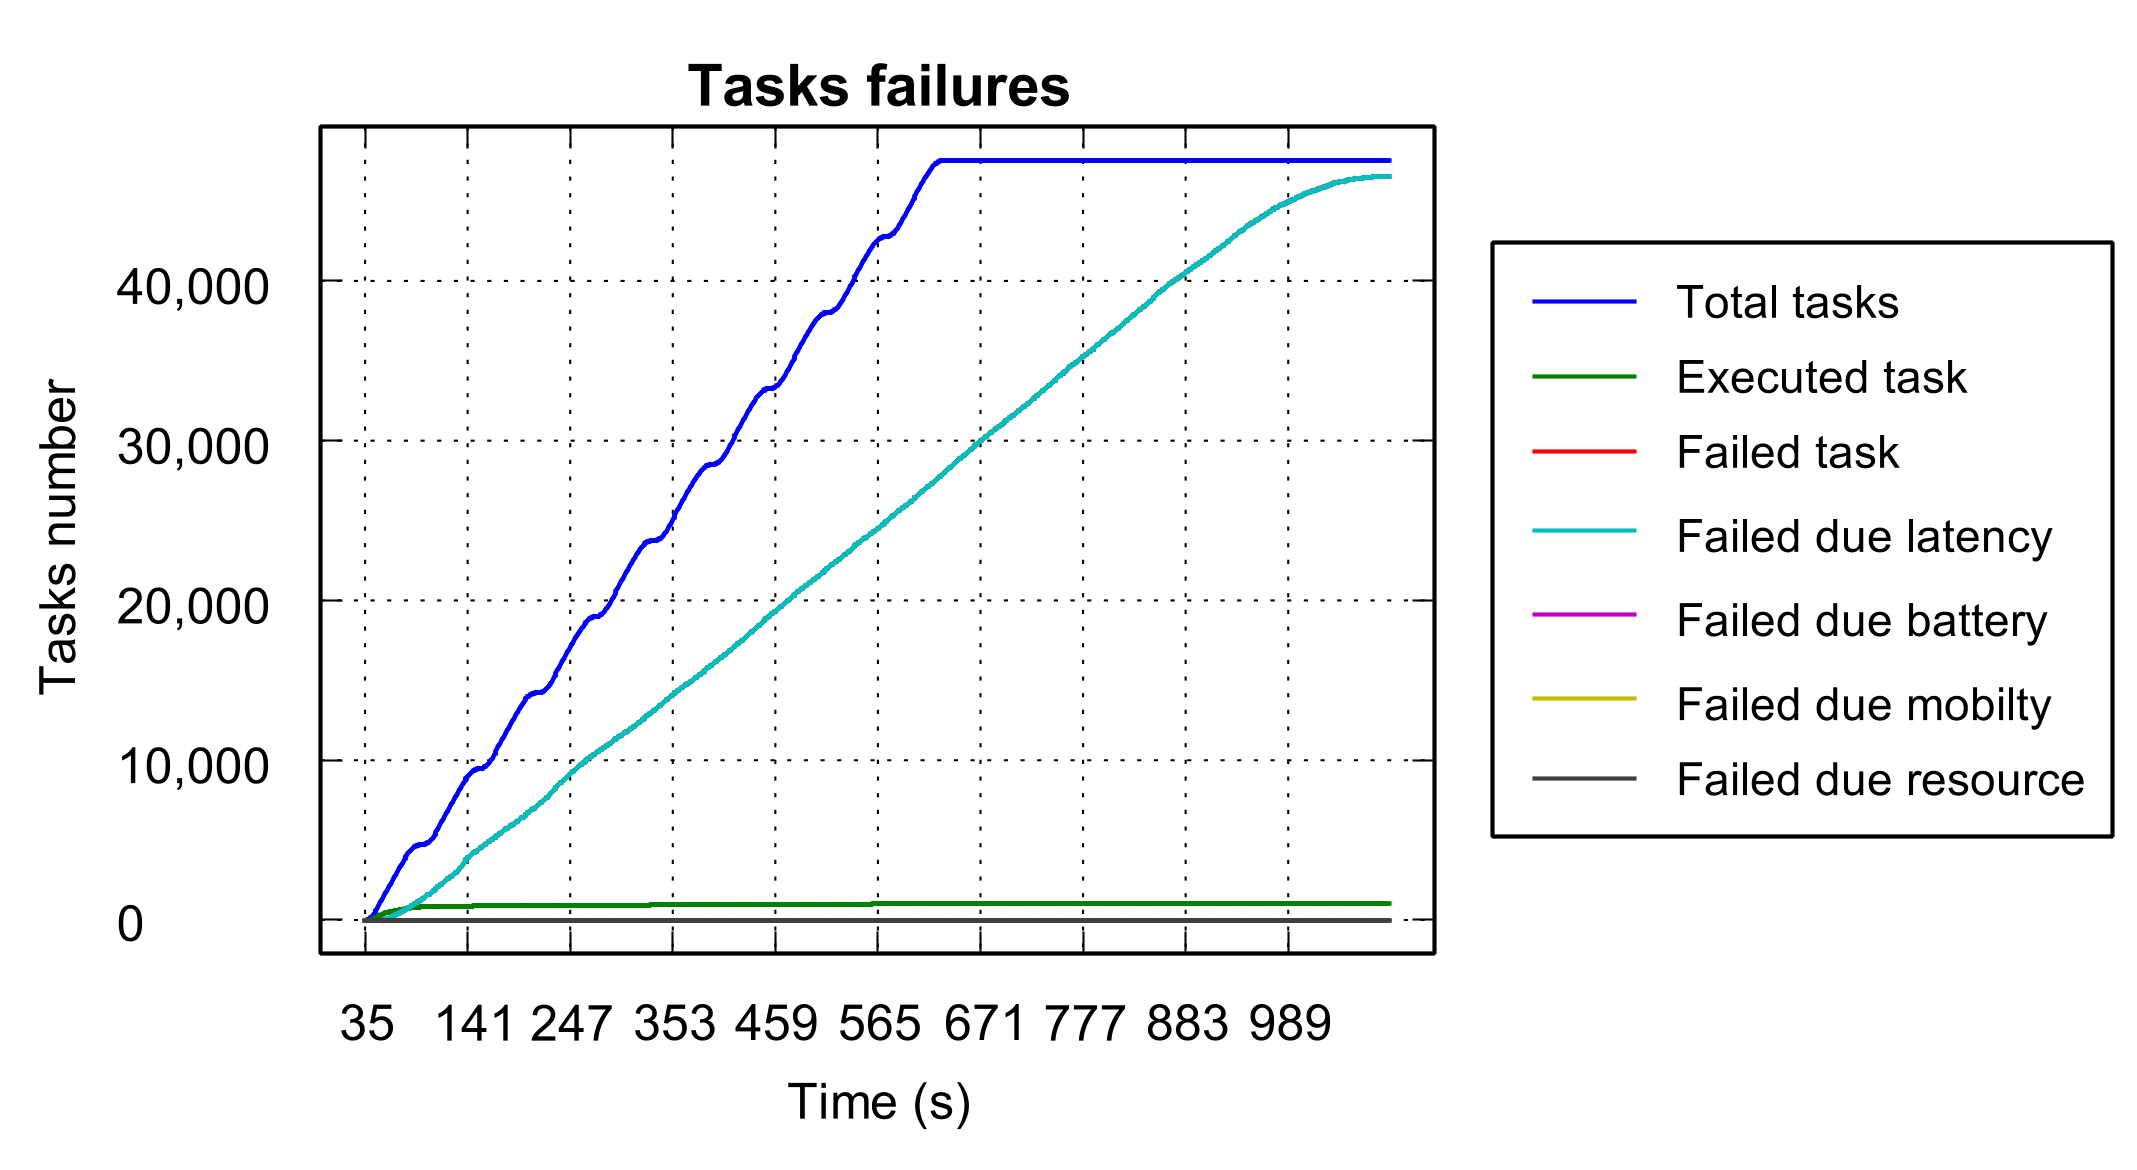 Tasks failures
40,000
30,000
20,000
10,000
0
Tasks number
35 141 247 353 459 565 671 777 883 989
Time (s)
Total tasks
Executed task
Failed task
Failed due latency
Failed due battery
Failed due mobilty
Failed due resource